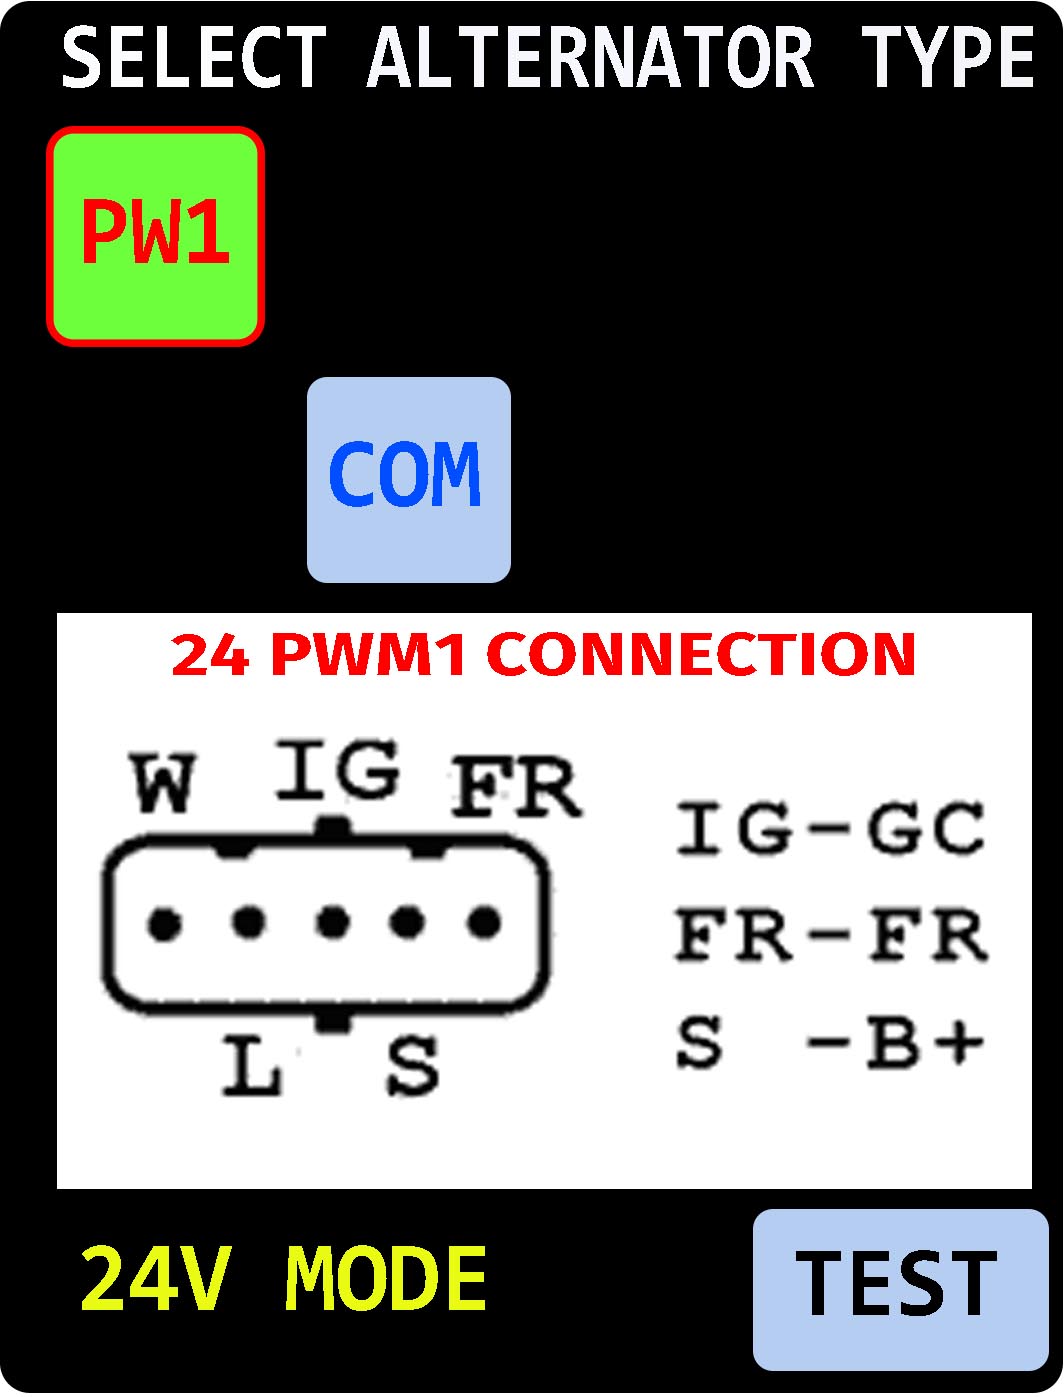 SELECT ALTERNATOR TYPE
PW1
COM
24 PWM1 CONNECTION
W IG FR
L S
IG-GC
FR-FR
S -B+
24V MODE
TEST